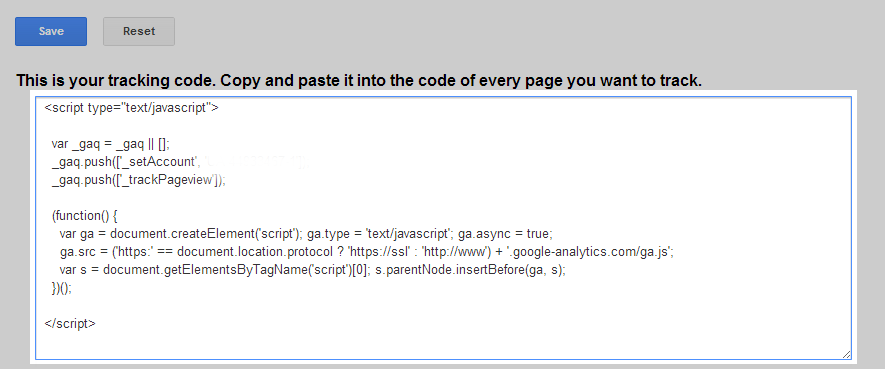 Save
Reset
This is your tracking code. Copy and paste it into the code of every page you want to track.
<script type="text/javascript">
var _gaq = _gaq || [];
_gaq.push(['_setAccount',
_gaq.push(['_trackPageview']);
(function() {
var ga = document.createElement('script'); ga.type = 'text/javascript'; ga.async = true;
ga.src = ('https:' == document.location.protocol ? 'https://ssl' : 'http://www') + '.google-analytics.com/ga.js';
var s = document.getElementsByTagName('script')[0]; s.parentNode.insertBefore(ga, s);
})();
</script>